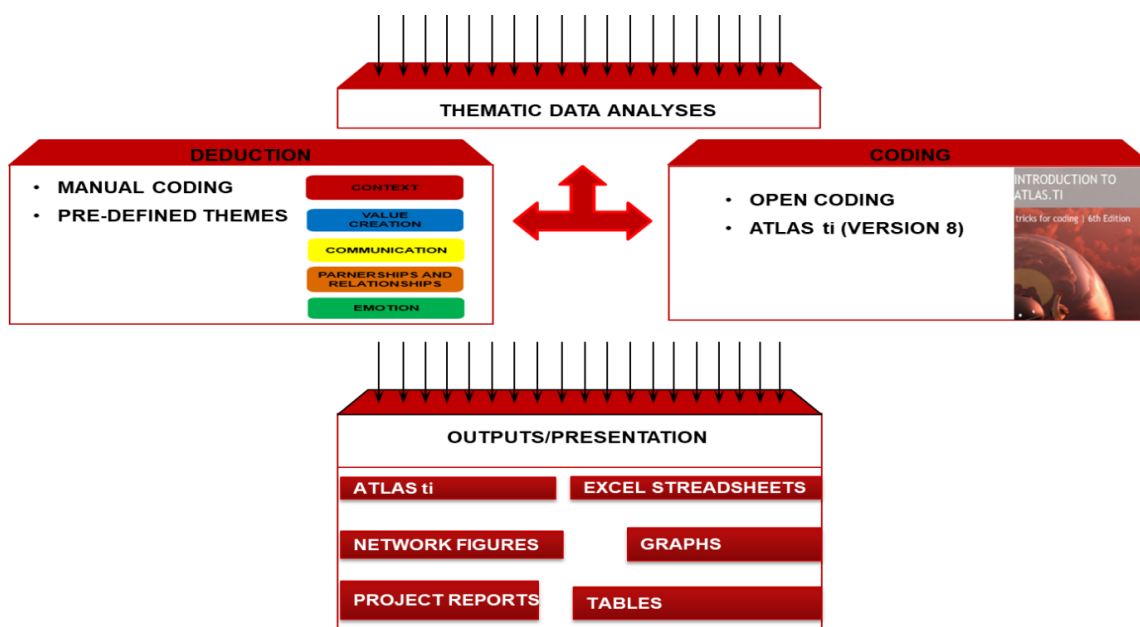 THEMATIC DATA ANALYSES
DEDUCTION
• MANUAL CODING
• PRE-DEFINED THEMES
CONTEXT
VALUE
CREATION
COMMUNICATION
PARNERSHIPS AND
RELATIONSHIPS
EMOTION
CODING
• OPEN CODING
• ATLAS ti (VERSION 8)
INTRODUCTION TO
ATLAS.TI
tricks for coding | 6th Edition
OUTPUTS/PRESENTATION
ATLAS ti
EXCEL STREADSHEETS
NETWORK FIGURES
GRAPHS
PROJECT REPORTS
TABLES